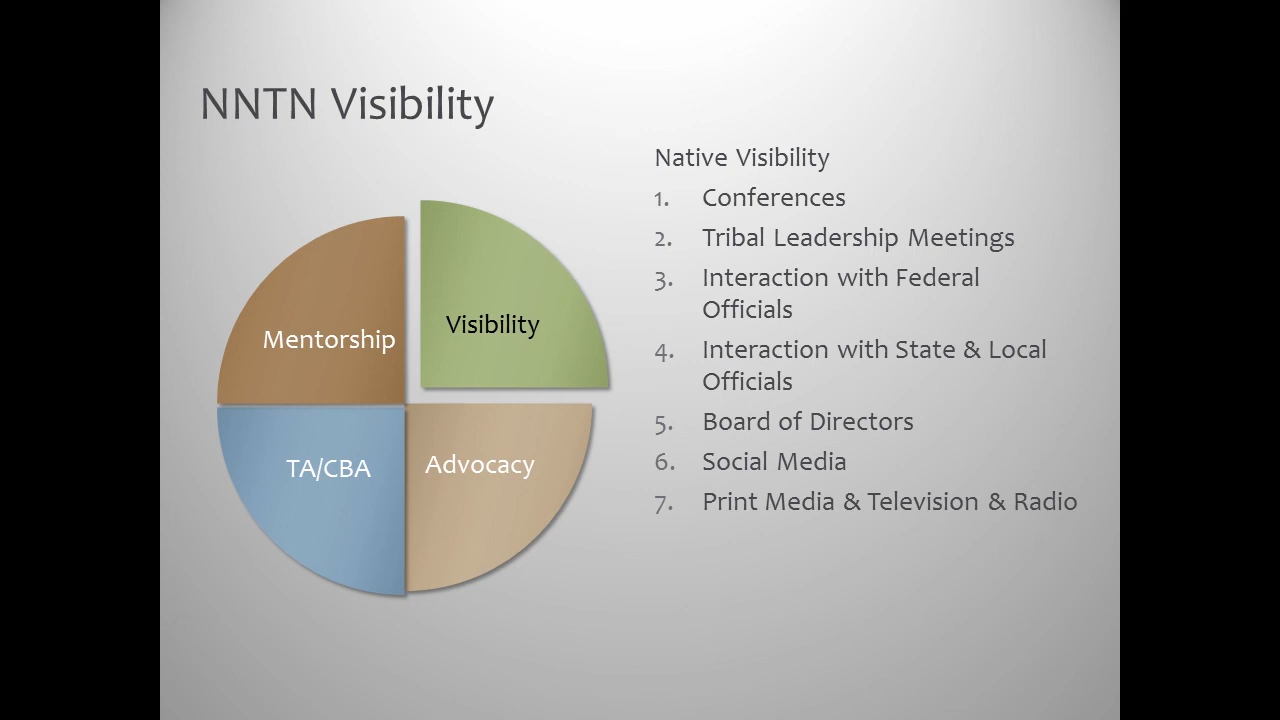 NNTN Visibility
Native Visibility
1. Conferences
2. Tribal Leadership Meetings
3. Interaction with Federal
Officials
4. Interaction with State & Local
Officials
5. Board of Directors
6. Social Media
7. Print Media & Television & Radio
Mentorship
Visibility
TA/CBA
Advocacy